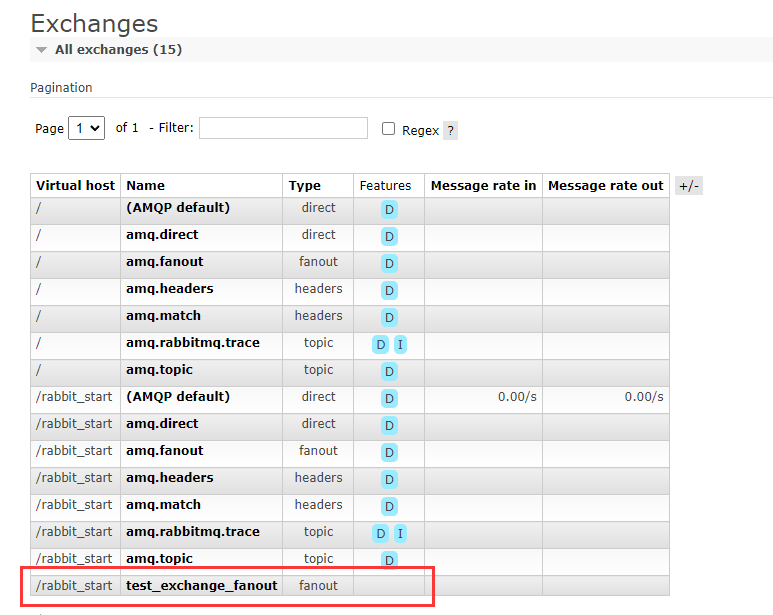 Exchanges
All exchanges (15)
Pagination
Page 1 of 1 - Filter: Regex ?
Virtual host Name Type Features Message rate in Message rate out +/-
/ (AMQP default) direct D
/ amq.direct direct D
/ amq.fanout fanout D
/ amq.headers headers D
/ amq.match headers D
/ amq.rabbitmq.trace topic D I
/ amq.topic topic D
/rabbit_start (AMQP default) direct D 0.00/s 0.00/s
/rabbit_start amq.direct direct D
/rabbit_start amq.fanout fanout D
/rabbit_start amq.headers headers D
/rabbit_start amq.match headers D
/rabbit_start amq.rabbitmq.trace topic D I
/rabbit_start amq.topic topic D
/rabbit_start test_exchange_fanout fanout